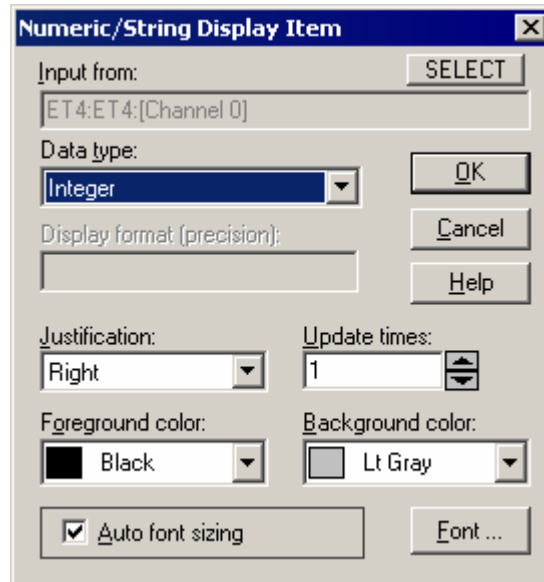 Numeric/String Display Item
Input from:
SELECT
ET4:ET4:[Channel 0]
Data type:
Integer
OK
Display format (precision):
Cancel
Help
Justification:
Update times:
Right
1
Foreground color:
Background color:
Black
Lt Gray
Auto font sizing
Font ...